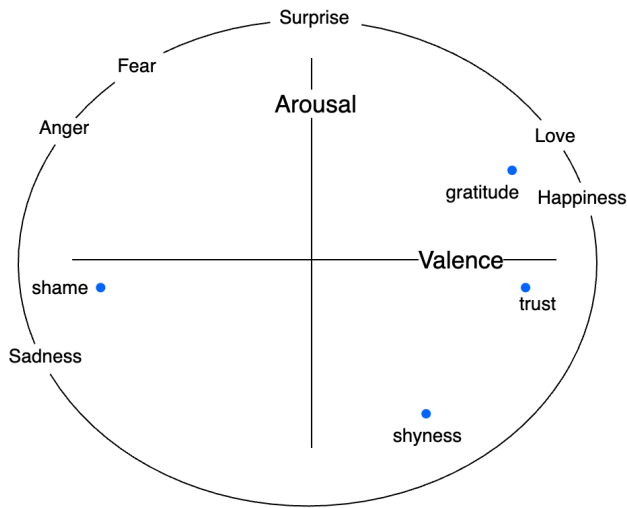 Surprise
Fear
Arousal
Anger
Love
gratitude
Happiness
Valence
shame
trust
Sadness
shyness